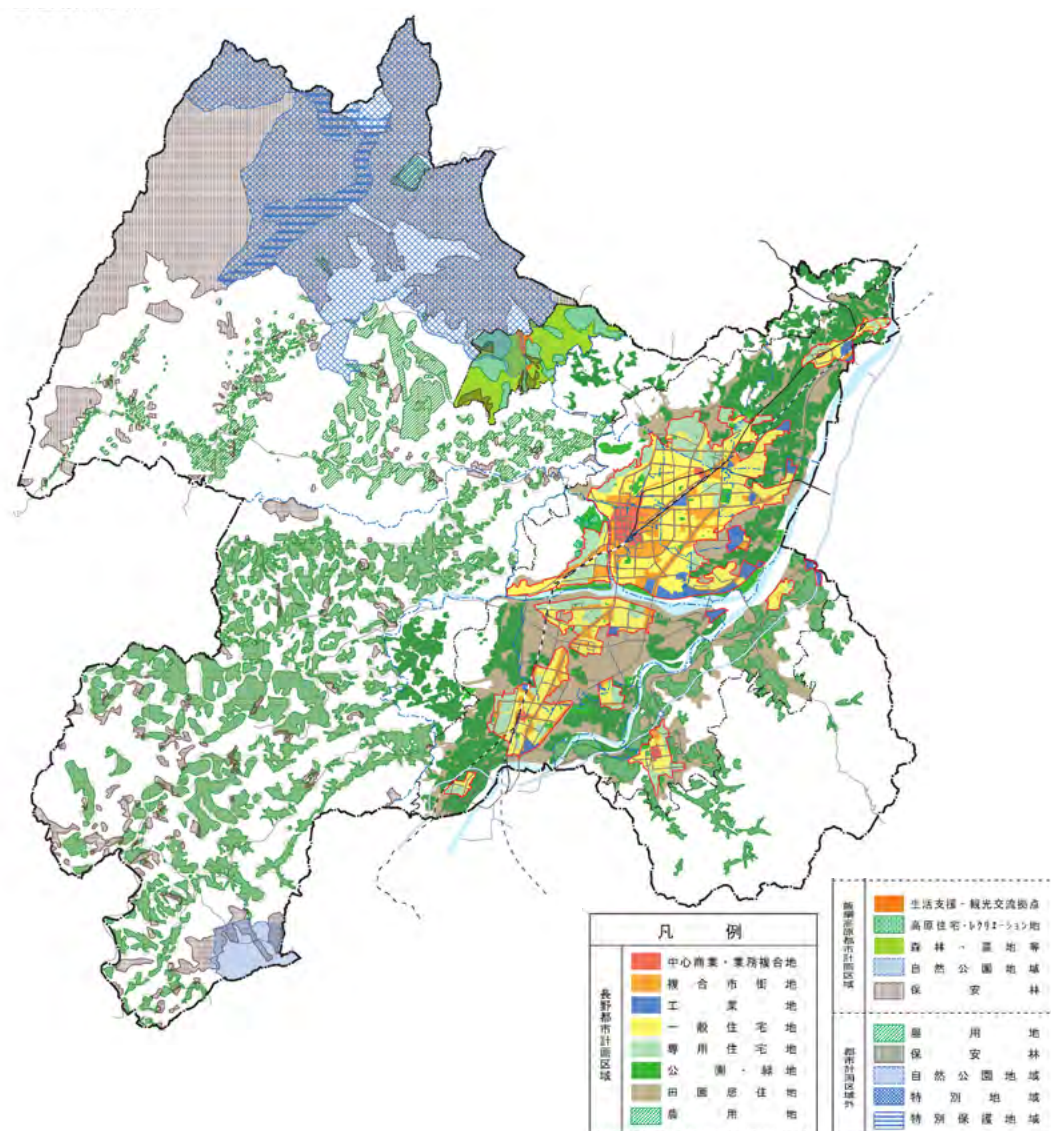 凡例
長野都市計画区域
中心商業・業務複合地
複合市街地
工業地
一般住宅地
専用住宅地
公園・緑地
田園居住地
農用地
飯綱高原都市計画区域
生活支援・観光交流拠点
高原住宅・レクリエーション地
森林・農地等
自然公園地域
保安林
都市計画区域外
農用地
保安林
自然公園地域
特別地域
特別保護地域